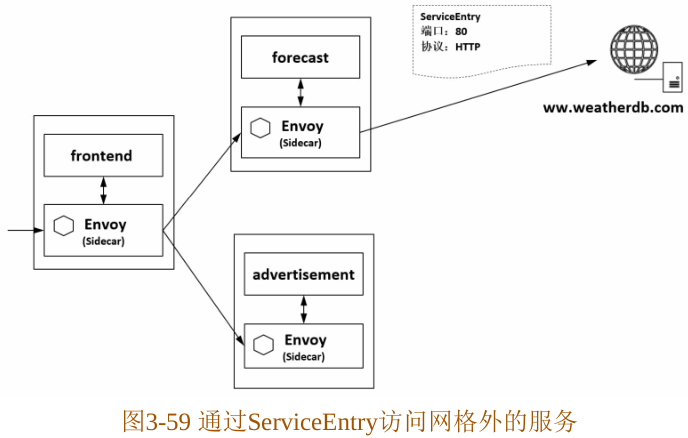 ServiceEntry
端口：80
协议：HTTP
forecast
Envoy
(Sidecar)
ww.weatherdb.com
frontend
Envoy
(Sidecar)
advertisement
Envoy
(Sidecar)
图3-59 通过ServiceEntry访问网格外的服务